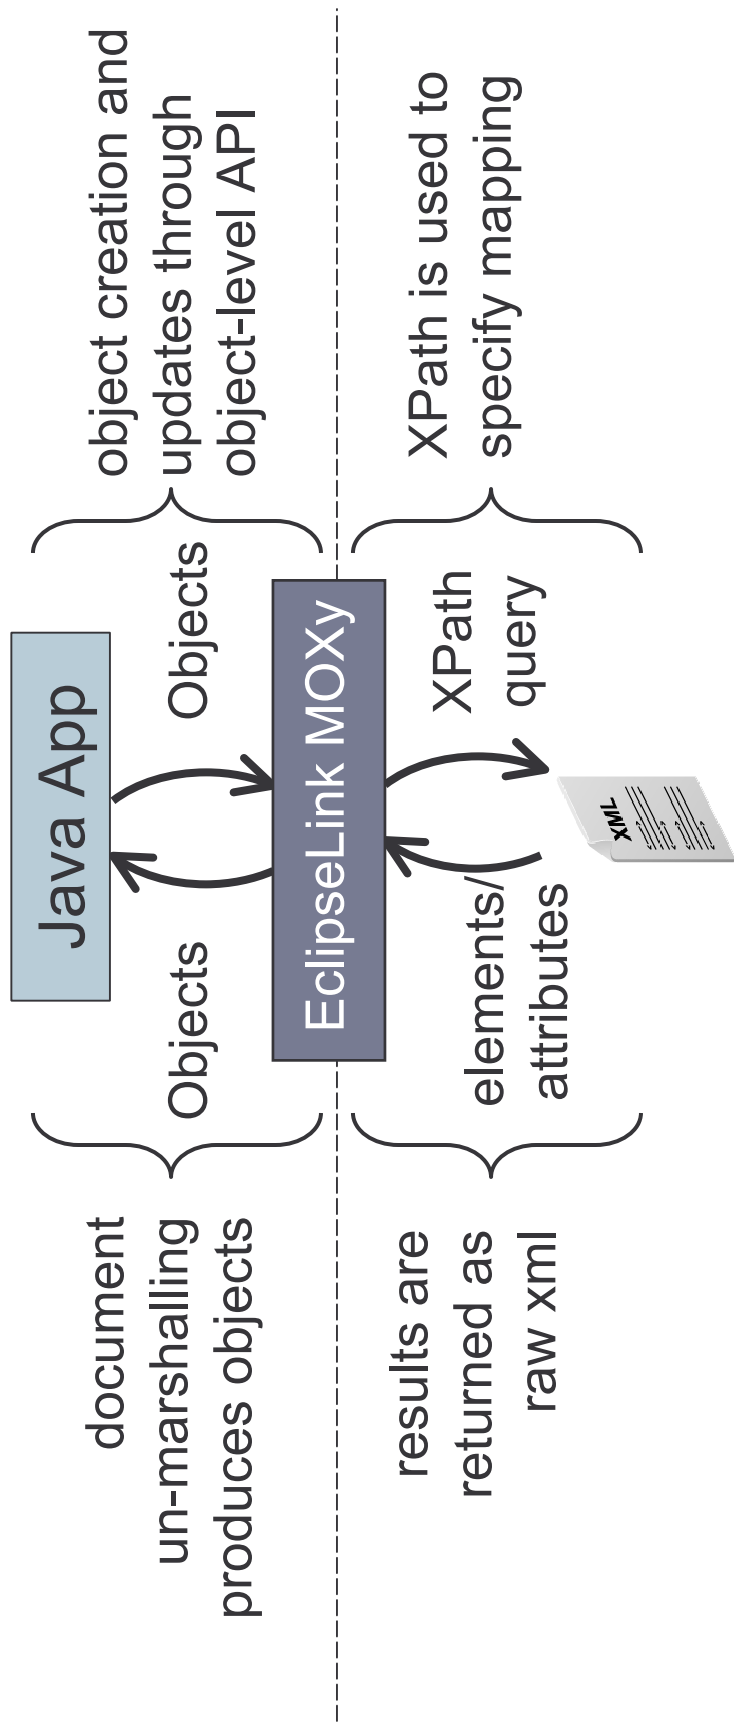 Java App
document
un-marshalling
produces objects
Objects
Objects
object creation and
updates through
object-level API
EclipseLink MOXy
results are
returned as
raw xml
elements/
attributes
XPath
query
XPath is used to
specify mapping
XML